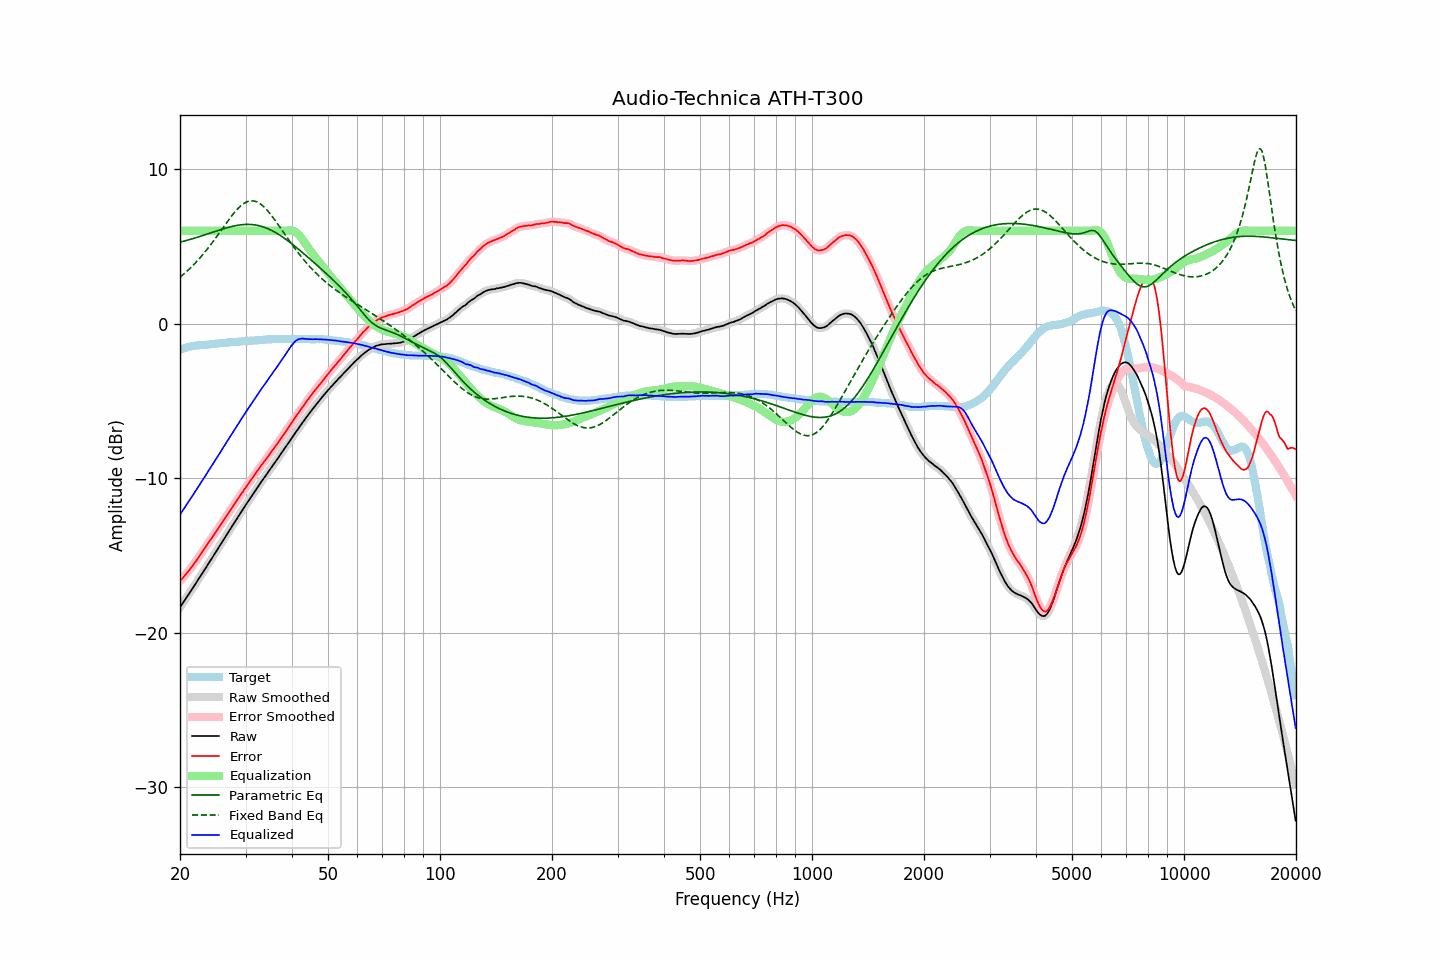 Audio-Technica ATH-T300
Amplitude (dBr)
10
0
−10
−20
−30
Target
Raw Smoothed
Error Smoothed
Raw
Error
Equalization
Parametric Eq
Fixed Band Eq
Equalized
20 50 100 200 500 1000 2000 5000 10000 20000
Frequency (Hz)